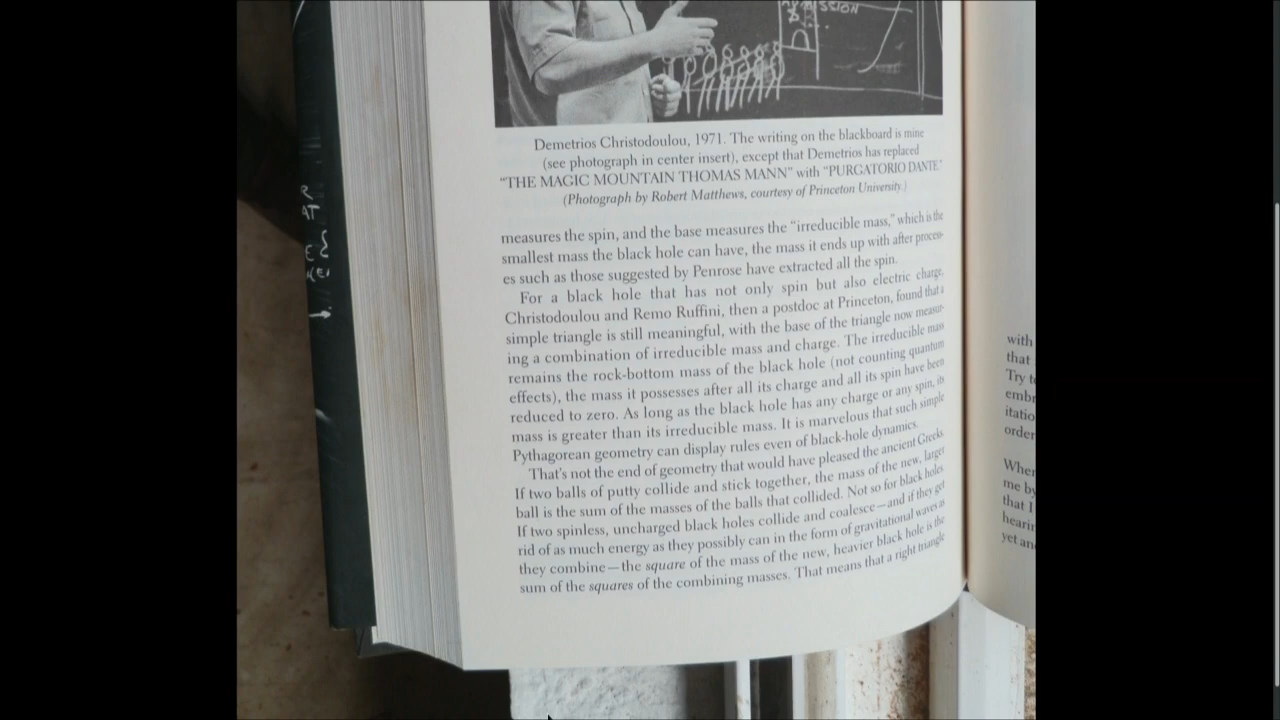 SSION
Demetrios Christodoulou, 1971. The writing on the blackboard is mine
(see photograph in center insert), except that Demetrios has replaced
"THE MAGIC MOUNTAIN THOMAS MANN" with "PURGATORIO DANTE."
(Photograph by Robert Matthews, courtesy of Princeton University.)
measures the spin, and the base measures the "irreducible mass," which is the
smallest mass the black hole can have, the mass it ends up with after process-
es such as those suggested by Penrose have extracted all the spin.
For a black hole that has not only spin but also electric charge,
Christodoulou and Remo Ruffini, then a postdoc at Princeton, found that a
simple triangle is still meaningful, with the base of the triangle now measur-
ing a combination of irreducible mass and charge. The irreducible mass
remains the rock-bottom mass of the black hole (not counting quantum
effects), the mass it possesses after all its charge and all its spin have been
reduced to zero. As long as the black hole has any charge or any spin, its
mass is greater than its irreducible mass. It is marvelous that such simple
Pythagorean geometry can display rules even of black-hole dynamics.
That's not the end of geometry that would have pleased the ancient Greeks.
If two balls of putty collide and stick together, the mass of the new, larger
ball is the sum of the masses of the balls that collided. Not so for black holes.
If two spinless, uncharged black holes collide and coalesce—and if they get
rid of as much energy as they possibly can in the form of gravitational waves as
they combine—the square of the mass of the new, heavier black hole is the
sum of the squares of the combining masses. That means that a right triangle
with
that
Try t
embr
itatio
order
When
me by
that I
hearin
yet an